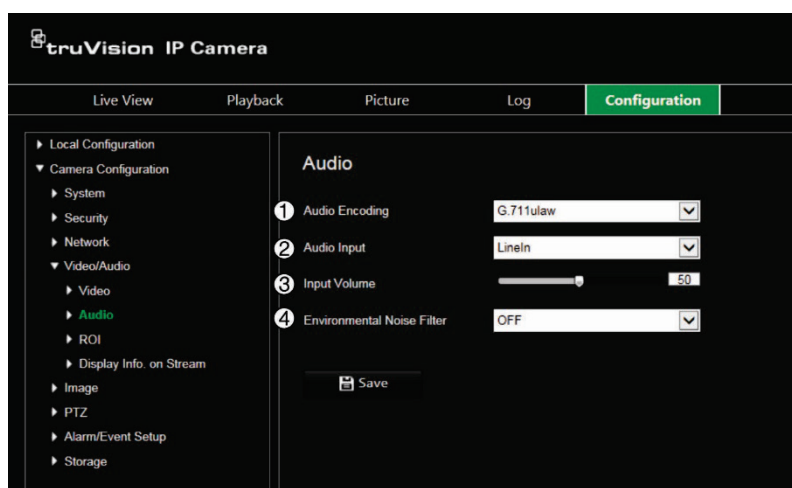 truVision IP Camera
Live View Playback Picture Log Configuration
Local Configuration
Camera Configuration
System
Security
Network
Video/Audio
Video
Audio
ROI
Display Info. on Stream
Image
PTZ
Alarm/Event Setup
Storage
Audio
1 Audio Encoding G.711ulaw
2 Audio Input LineIn
3 Input Volume 50
4 Environmental Noise Filter OFF
Save